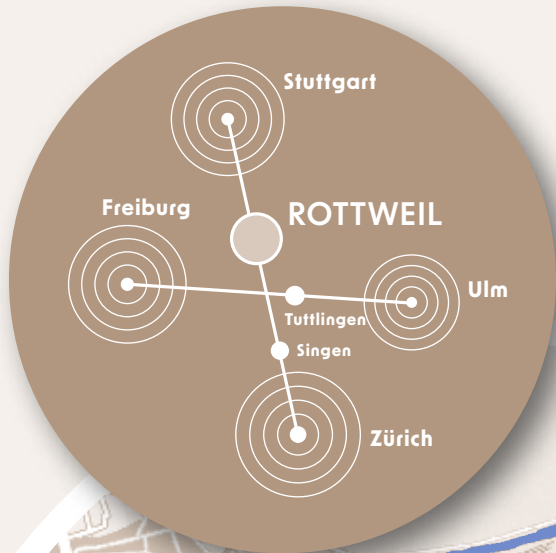 Stuttgart
Freiburg
ROTTWEIL
Ulm
Tuttlingen
Singen
Zürich